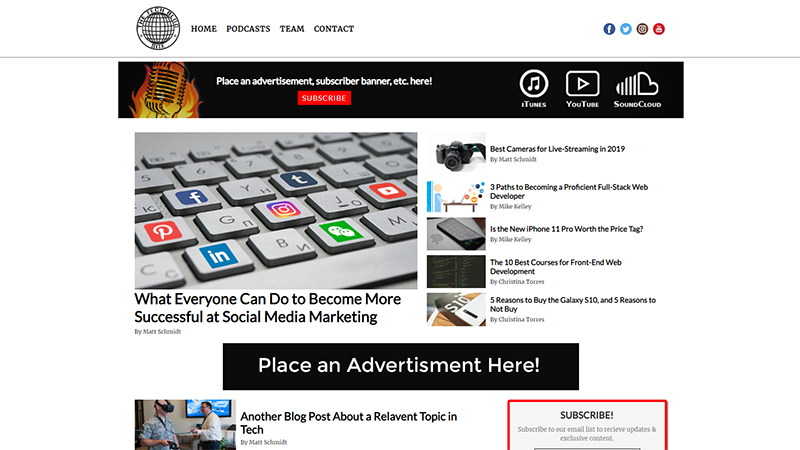 THE TECH BLOG
SITE
HOME PODCASTS TEAM CONTACT
Place an advertisement, subscriber banner, etc. here!
SUBSCRIBE
iTunes YouTube SoundCloud
What Everyone Can Do to Become More
Successful at Social Media Marketing
By Matt Schmidt
Best Cameras for Live-Streaming in 2019
By Matt Schmidt
3 Paths to Becoming a Proficient Full-Stack Web
Developer
By Mike Kelley
Is the New iPhone 11 Pro Worth the Price Tag?
By Mike Kelley
The 10 Best Courses for Front-End Web
Development
By Christina Torres
S10
5 Reasons to Buy the Galaxy S10, and 5 Reasons to
Not Buy
By Christina Torres
Place an Advertisment Here!
Another Blog Post About a Relavent Topic in
Tech
By Matt Schmidt
SUBSCRIBE!
Subscribe to our email list to recieve updates &
exclusive content.